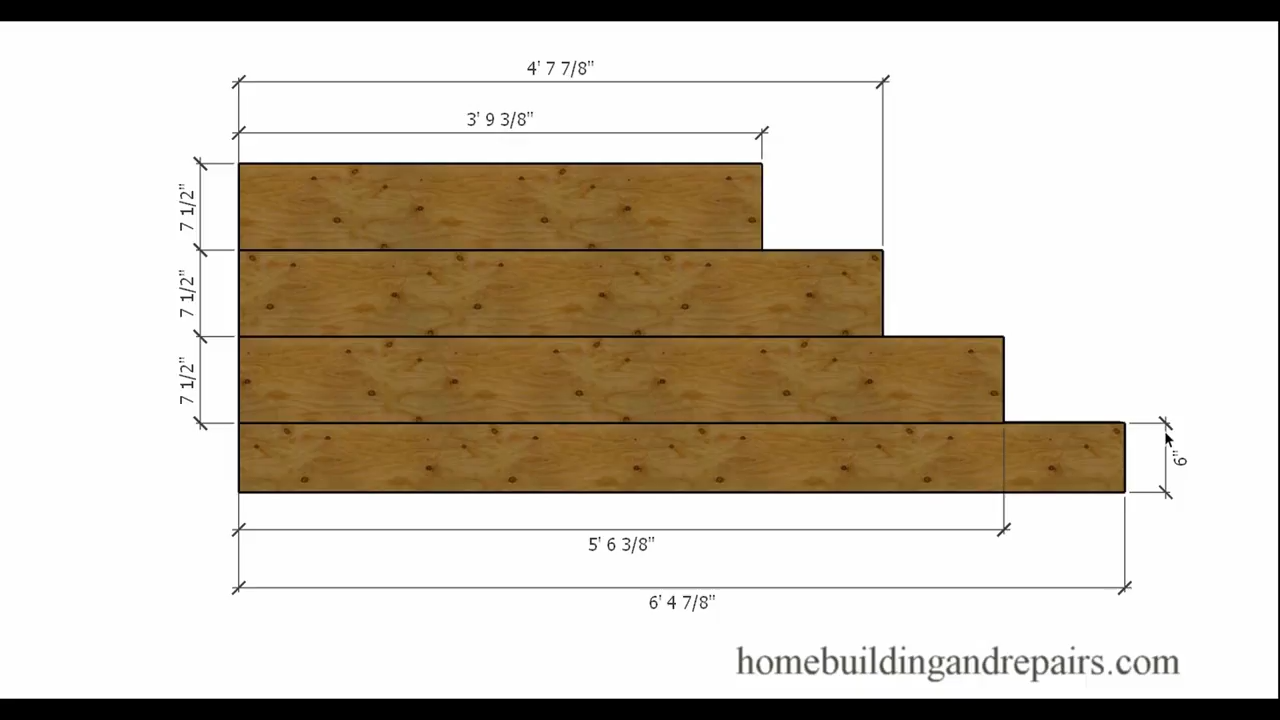 4' 7 7/8"
3' 9 3/8"
7 1/2"
7 1/2"
7 1/2"
6"
5' 6 3/8"
6' 4 7/8"
homebuildingandrepairs.com